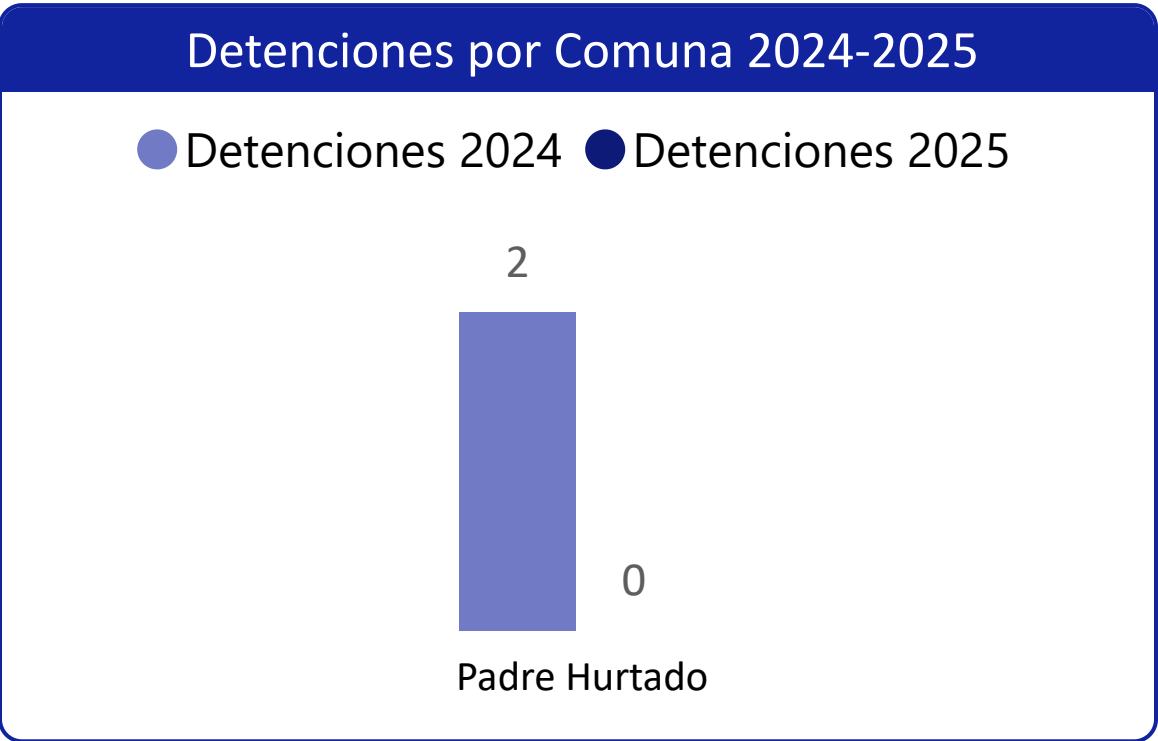 Detenciones por Comuna 2024-2025
Detenciones 2024 Detenciones 2025
2
0
Padre Hurtado